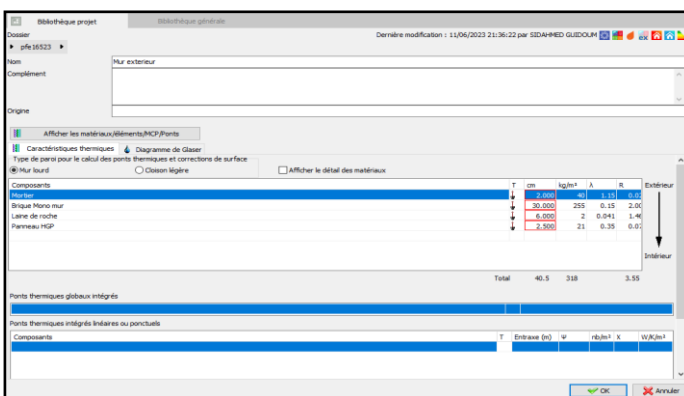 Bibliothèque projet Bibliothèque générale
Dossier Dernière modification : 11/06/2023 21:36:22 par SIDAHMED GUIDOUM
pfe16523
Nom Mur exterieur
Complément
Origine
Afficher les matériaux/éléments/MCP/Ponts
Caractéristiques thermiques Diagramme de Glaser
Type de paroi pour le calcul des ponts thermiques et corrections de surface
Mur lourd Cloison légère Afficher le détail des matériaux
Composants T cm kg/m² λ R Extérieur
Mortier 2.000 40 1.15 0.02
Brique Mono mur 30.000 255 0.15 2.00
Laine de roche 6.000 2 0.041 1.46
Panneau HGP 2.500 21 0.35 0.07
Intérieur
Total 40.5 318 3.55
Ponts thermiques globaux intégrés
Ponts thermiques intégrés linéaires ou ponctuels
Composants T Entraxe (m) Ψ nb/m² X W/K/m²
OK Annuler